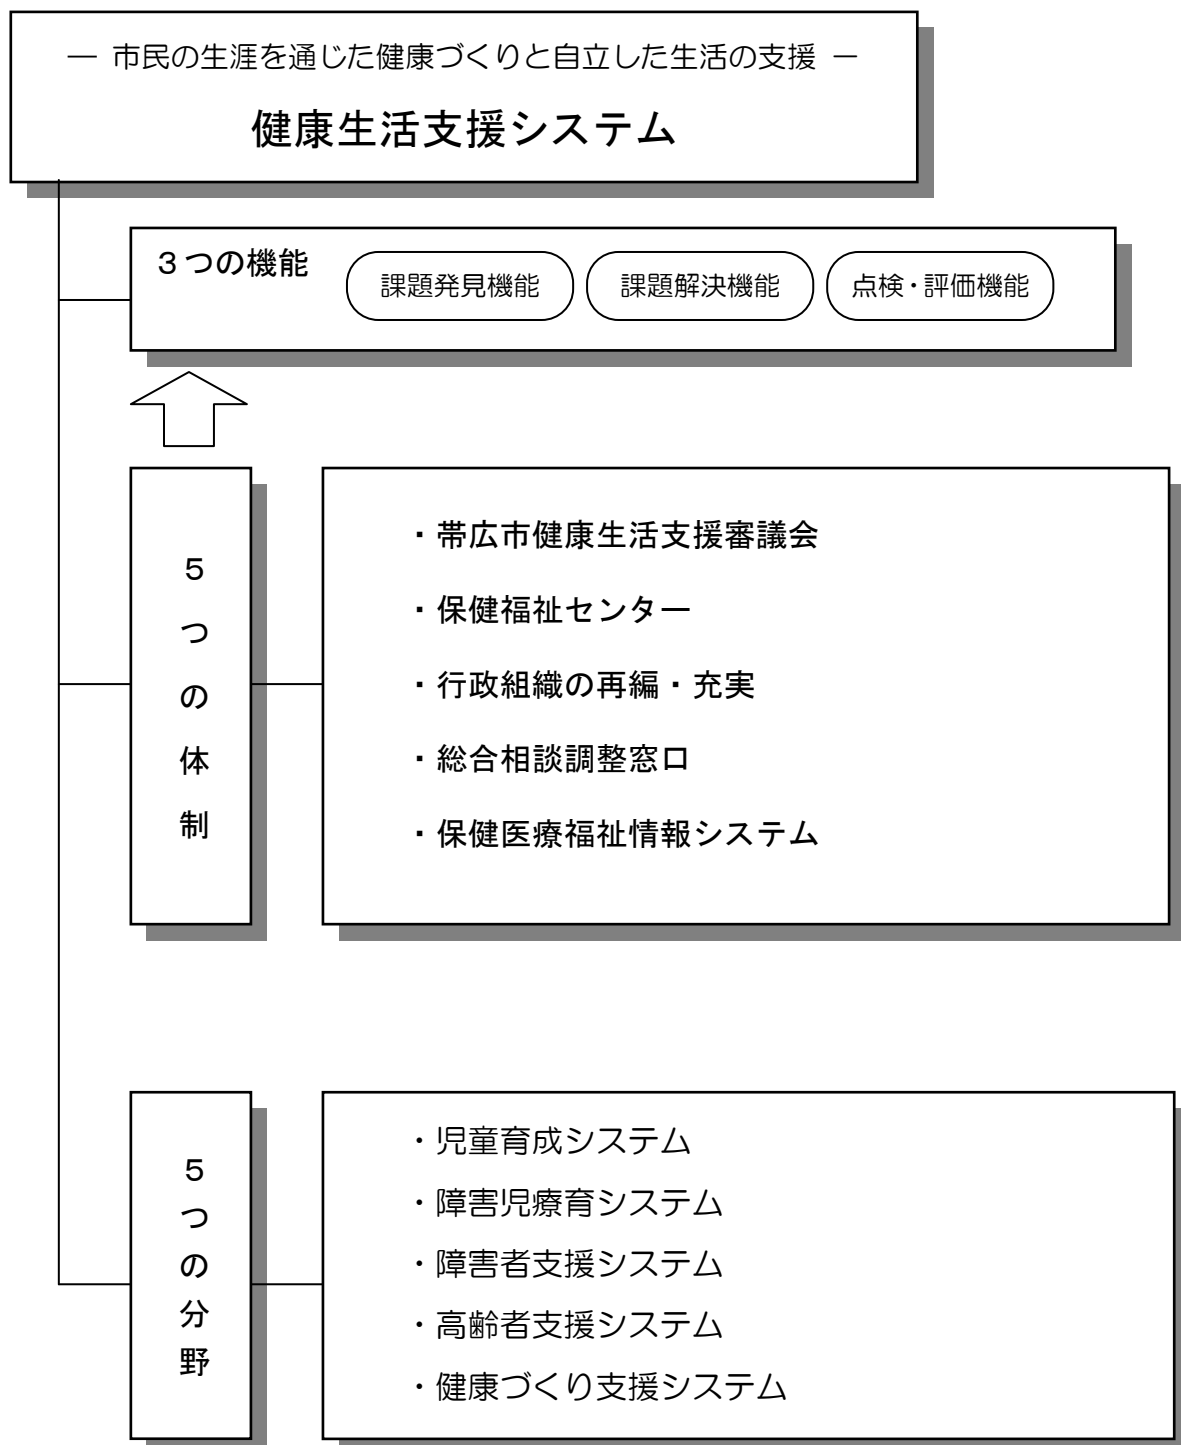 ― 市民の生涯を通じた健康づくりと自立した生活の支援 －
健康生活支援システム
３つの機能
課題発見機能
課題解決機能
点検・評価機能
５つの体制
・帯広市健康生活支援審議会
・保健福祉センター
・行政組織の再編・充実
・総合相談調整窓口
・保健医療福祉情報システム
５つの分野
・児童育成システム
・障害児療育システム
・障害者支援システム
・高齢者支援システム
・健康づくり支援システム